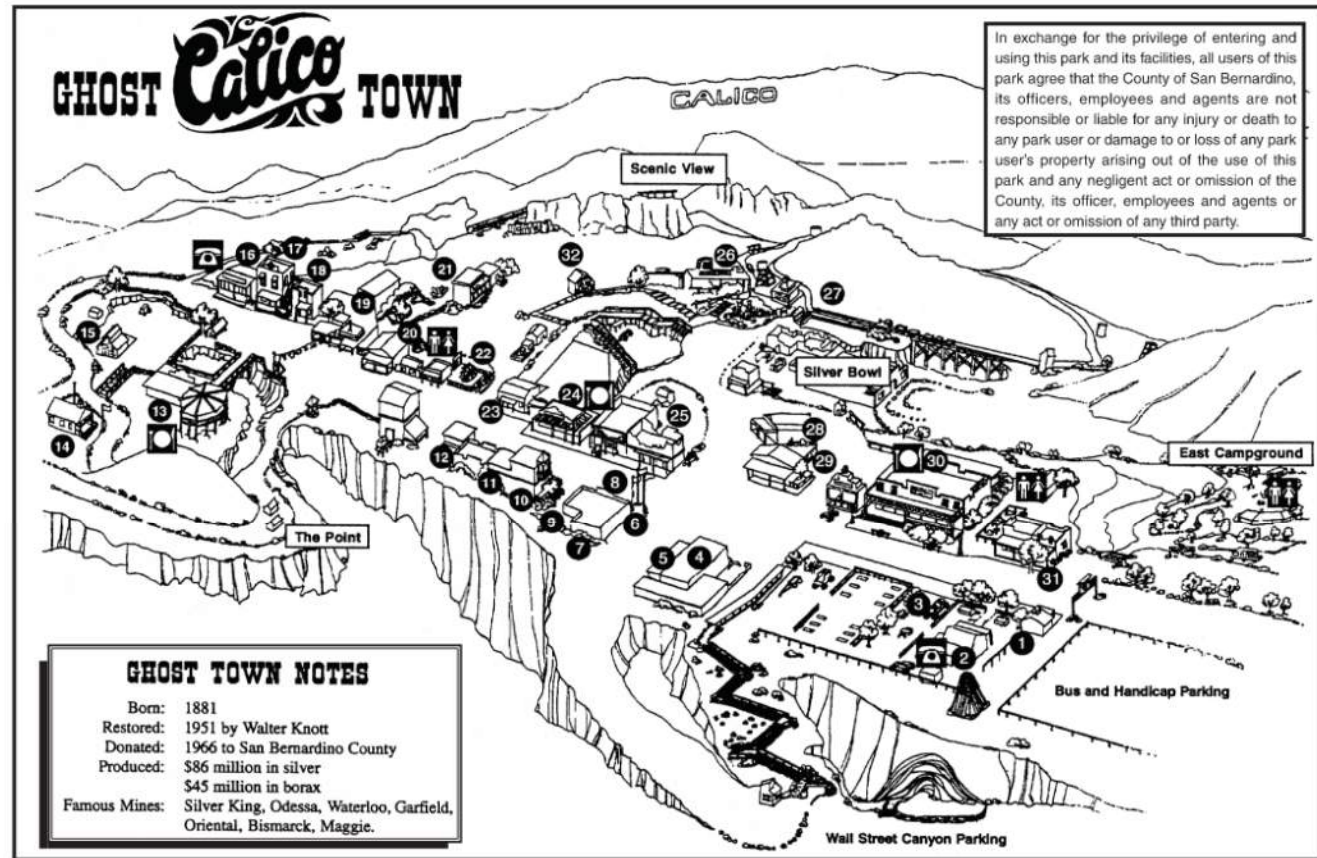 GHOST Calico TOWN
In exchange for the privilege of entering and
using this park and its facilities, all users of this
park agree that the County of San Bernardino,
its officers, employees and agents are not
responsible or liable for any injury or death to
any park user or damage to or loss of any park
user's property arising out of the use of this
park and any negligent act or omission of the
County, its officer, employees and agents or
any act or omission of any third party.
CALICO
Scenic View
16
17
18
19
21
32
26
27
15
20
22
Silver Bowl
13
14
23
24
25
12
11
10
9
8
7
6
28
29
30
East Campground
The Point
5
4
3
31
2
1
Bus and Handicap Parking
Wall Street Canyon Parking
GHOST TOWN NOTES
Born: 1881
Restored: 1951 by Walter Knott
Donated: 1966 to San Bernardino County
Produced: $86 million in silver
$45 million in borax
Famous Mines: Silver King, Odessa, Waterloo, Garfield,
Oriental, Bismarck, Maggie.